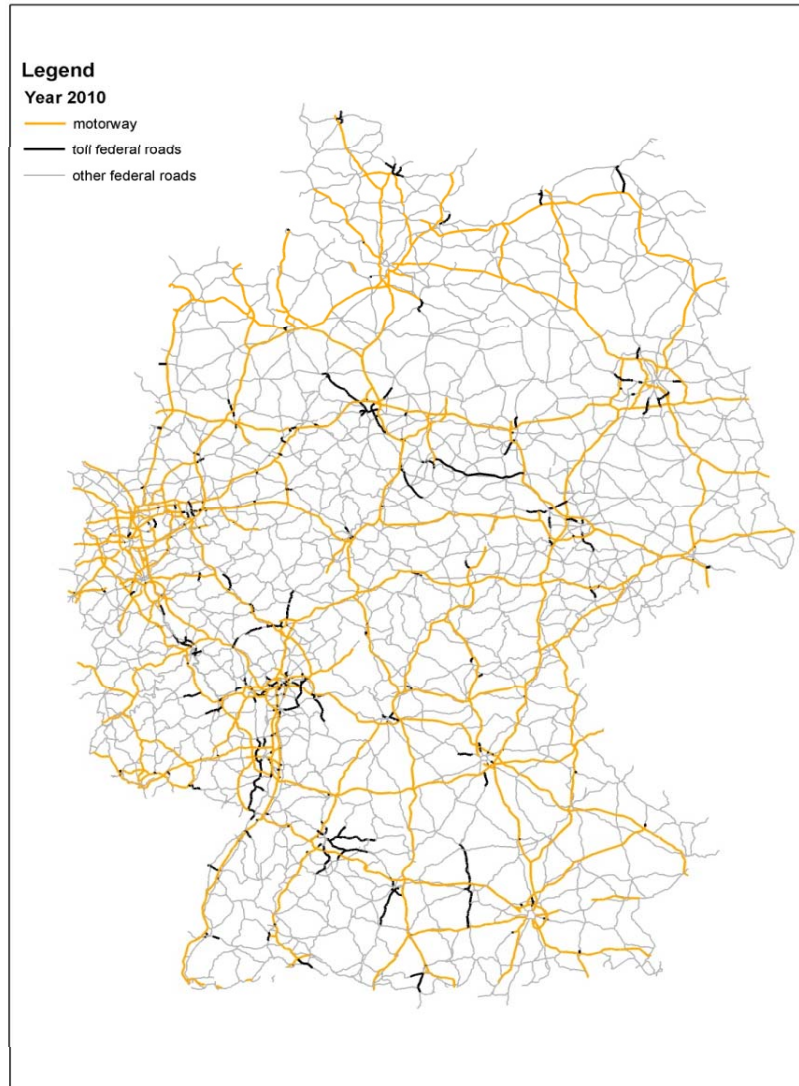 Legend
Year 2010
motorway
toll federal roads
other federal roads